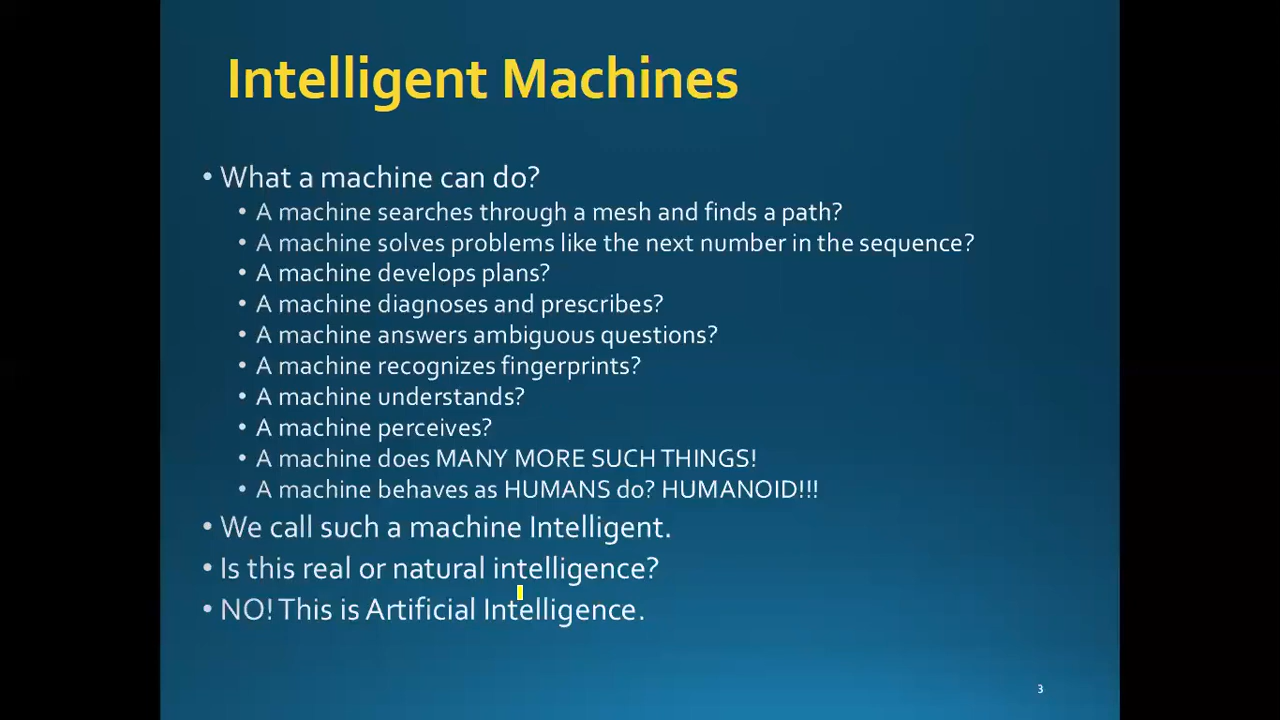 Intelligent Machines
• What a machine can do?
• A machine searches through a mesh and finds a path?
• A machine solves problems like the next number in the sequence?
• A machine develops plans?
• A machine diagnoses and prescribes?
• A machine answers ambiguous questions?
• A machine recognizes fingerprints?
• A machine understands?
• A machine perceives?
• A machine does MANY MORE SUCH THINGS!
• A machine behaves as HUMANS do? HUMANOID!!!
• We call such a machine Intelligent.
• Is this real or natural intelligence?
• NO! This is Artificial Intelligence.
3